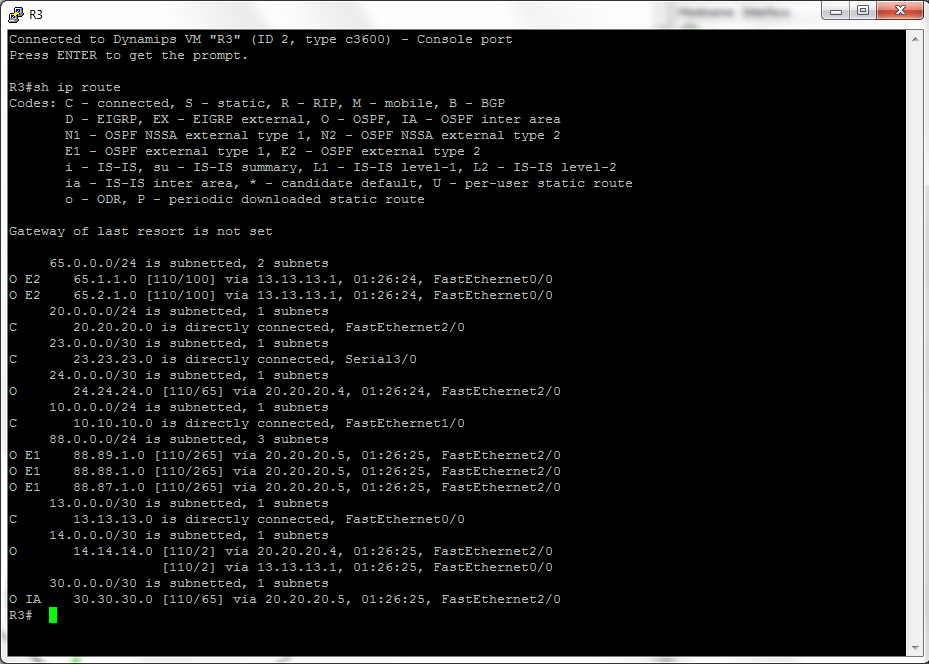 R3
Connected to Dynamips VM "R3" (ID 2, type c3600) - Console port
Press ENTER to get the prompt.
R3#sh ip route
Codes: C - connected, S - static, R - RIP, M - mobile, B - BGP
D - EIGRP, EX - EIGRP external, O - OSPF, IA - OSPF inter area
N1 - OSPF NSSA external type 1, N2 - OSPF NSSA external type 2
E1 - OSPF external type 1, E2 - OSPF external type 2
i - IS-IS, su - IS-IS summary, L1 - IS-IS level-1, L2 - IS-IS level-2
ia - IS-IS inter area, * - candidate default, U - per-user static route
o - ODR, P - periodic downloaded static route
Gateway of last resort is not set
65.0.0.0/24 is subnetted, 2 subnets
O E2 65.1.1.0 [110/100] via 13.13.13.1, 01:26:24, FastEthernet0/0
O E2 65.2.1.0 [110/100] via 13.13.13.1, 01:26:24, FastEthernet0/0
20.0.0.0/24 is subnetted, 1 subnets
C 20.20.20.0 is directly connected, FastEthernet2/0
23.0.0.0/30 is subnetted, 1 subnets
C 23.23.23.0 is directly connected, Serial3/0
24.0.0.0/30 is subnetted, 1 subnets
O 24.24.24.0 [110/65] via 20.20.20.4, 01:26:24, FastEthernet2/0
10.0.0.0/24 is subnetted, 1 subnets
C 10.10.10.0 is directly connected, FastEthernet1/0
88.0.0.0/24 is subnetted, 3 subnets
O E1 88.89.1.0 [110/265] via 20.20.20.5, 01:26:25, FastEthernet2/0
O E1 88.88.1.0 [110/265] via 20.20.20.5, 01:26:25, FastEthernet2/0
O E1 88.87.1.0 [110/265] via 20.20.20.5, 01:26:25, FastEthernet2/0
13.0.0.0/30 is subnetted, 1 subnets
C 13.13.13.0 is directly connected, FastEthernet0/0
14.0.0.0/30 is subnetted, 1 subnets
O 14.14.14.0 [110/2] via 20.20.20.4, 01:26:25, FastEthernet2/0
[110/2] via 13.13.13.1, 01:26:25, FastEthernet0/0
30.0.0.0/30 is subnetted, 1 subnets
O IA 30.30.30.0 [110/65] via 20.20.20.5, 01:26:25, FastEthernet2/0
R3#